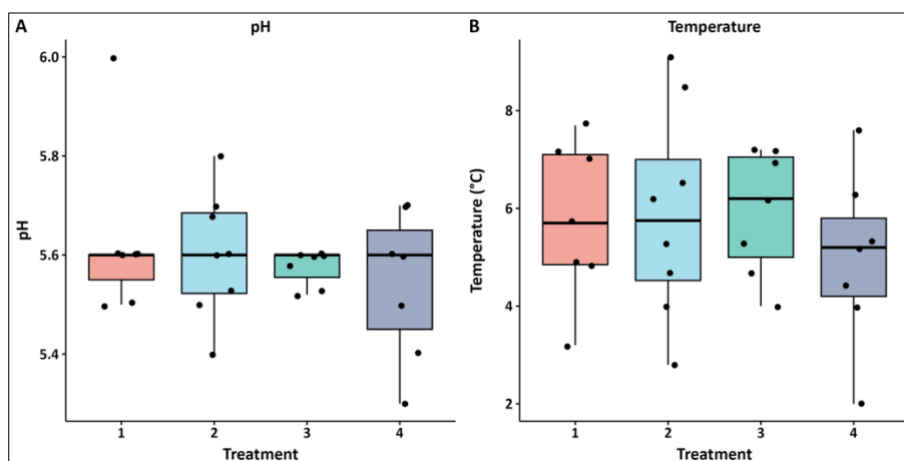 A
pH
6.0
5.8
5.6
5.4
pH
1 2 3 4
Treatment
B
Temperature
8
6
4
2
Temperature (°C)
1 2 3 4
Treatment